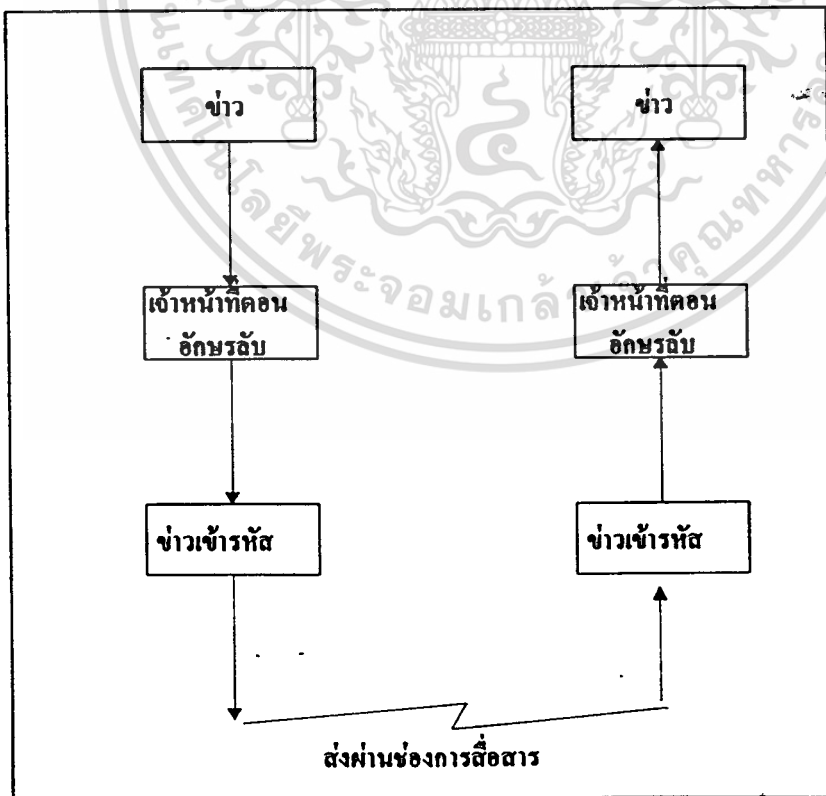 ข่าว
ข่าว
เจ้าหน้าที่ตอน
อักษรลับ
เจ้าหน้าที่ตอน
อักษรลับ
ข่าวเข้ารหัส
ข่าวเข้ารหัส
ส่งผ่านช่องการสื่อสาร